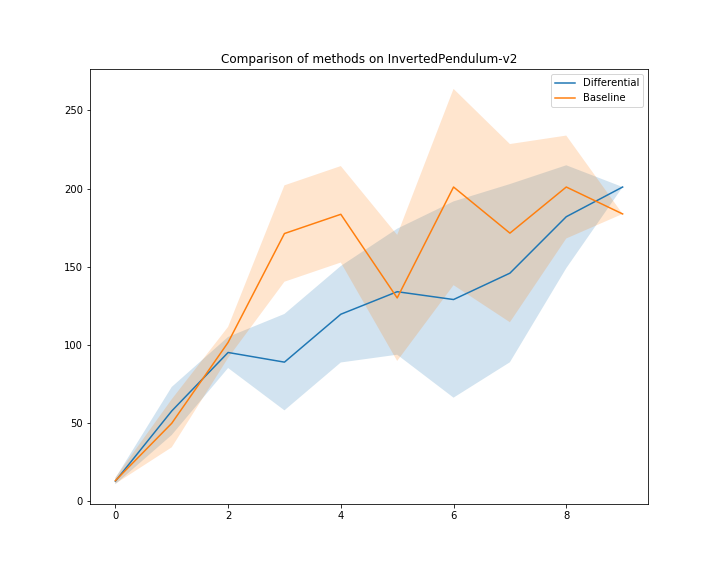 Comparison of methods on InvertedPendulum-v2
Differential
Baseline
250
200
150
100
50
0
0 2 4 6 8